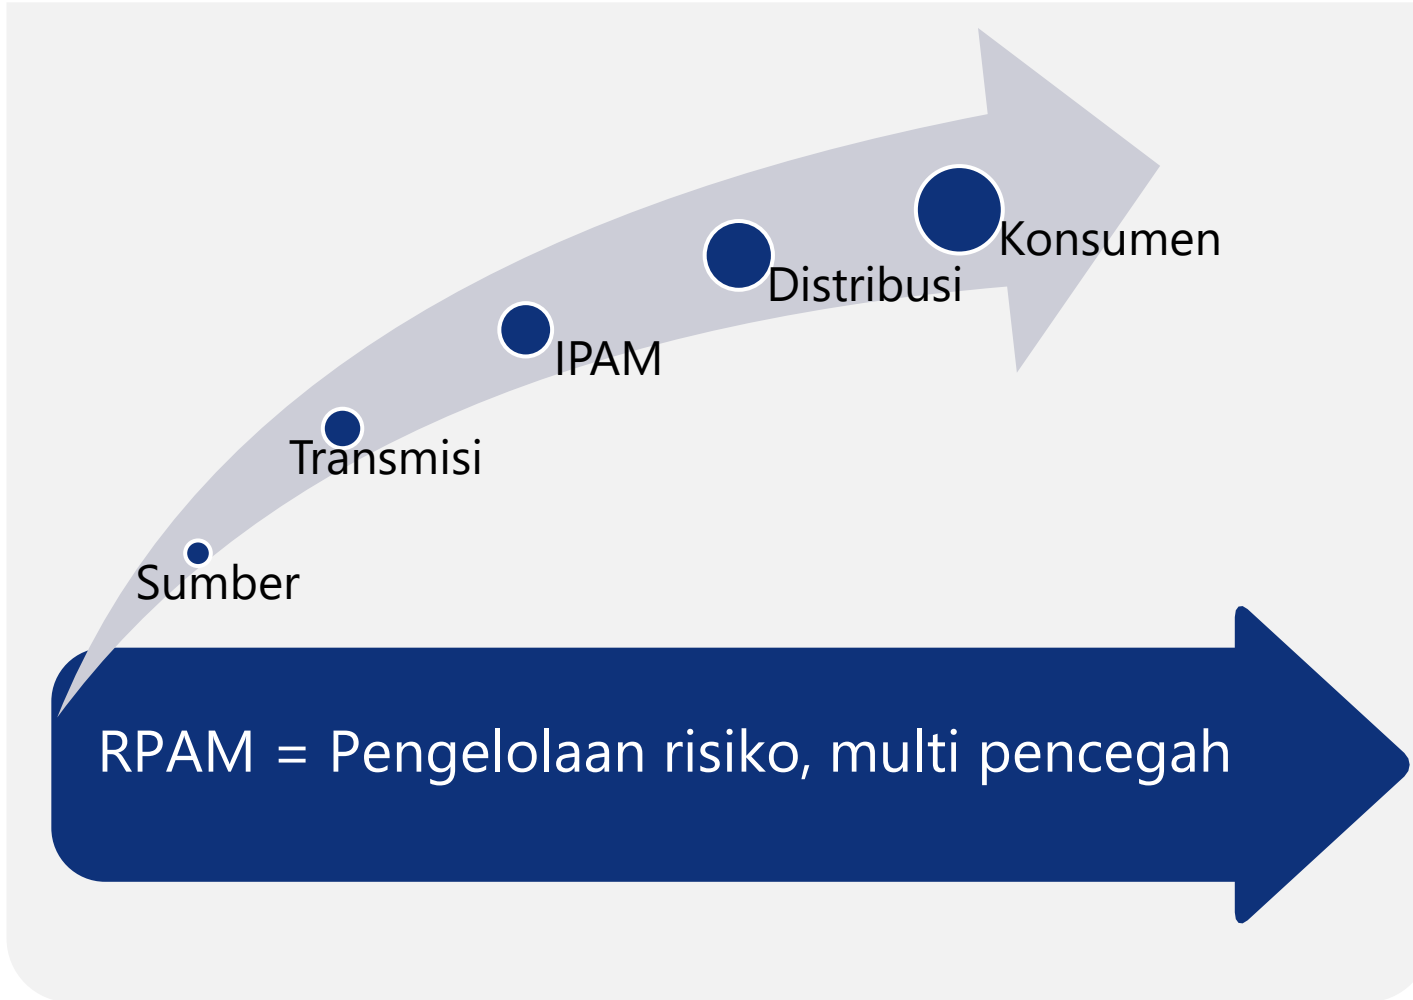 Konsumen
Distribusi
IPAM
Transmisi
Sumber
RPAM = Pengelolaan risiko, multi pencegah